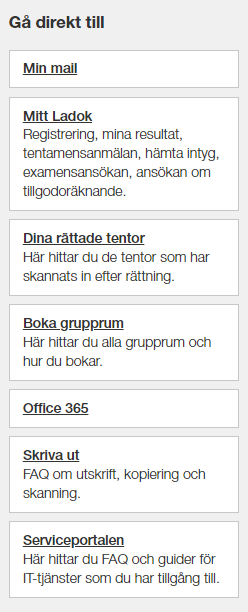 Gå direkt till
Min mail
Mitt Ladok
Registrering, mina resultat,
tentamensanmälan, hämta intyg,
examensansökan, ansökan om
tillgodoräknande.
Dina rättade tentor
Här hittar du de tentor som har
skannats in efter rättning.
Boka grupprum
Här hittar du alla grupprum och
hur du bokar.
Office 365
Skriva ut
FAQ om utskrift, kopiering och
skanning.
Serviceportalen
Här hittar du FAQ och guider för
IT-tjänster som du har tillgång till.